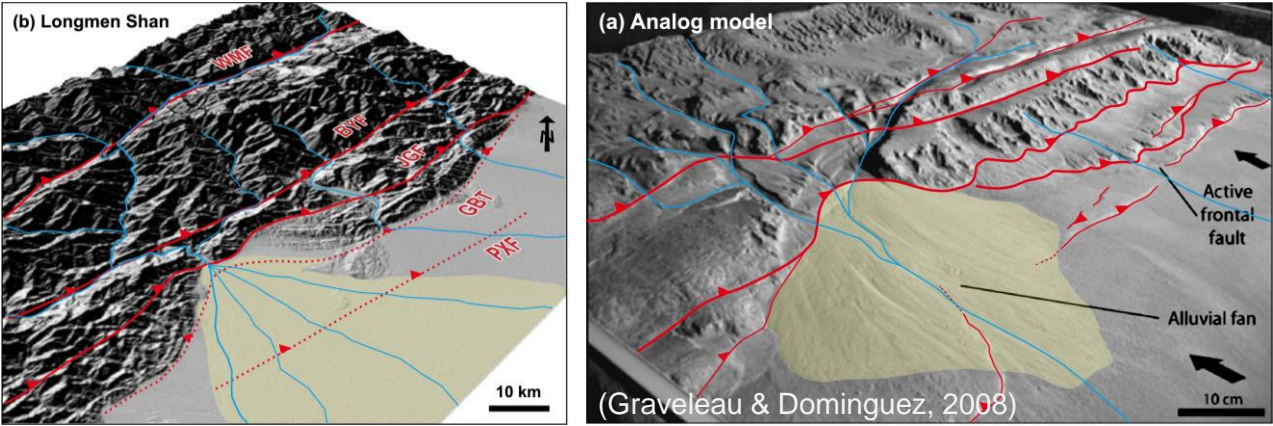 (b) Longmen Shan
WMF
BYF
JGF
GBT
PXF
N
10 km
(a) Analog model
Active
frontal
fault
Alluvial fan
(Graveleau & Dominguez, 2008)
10 cm